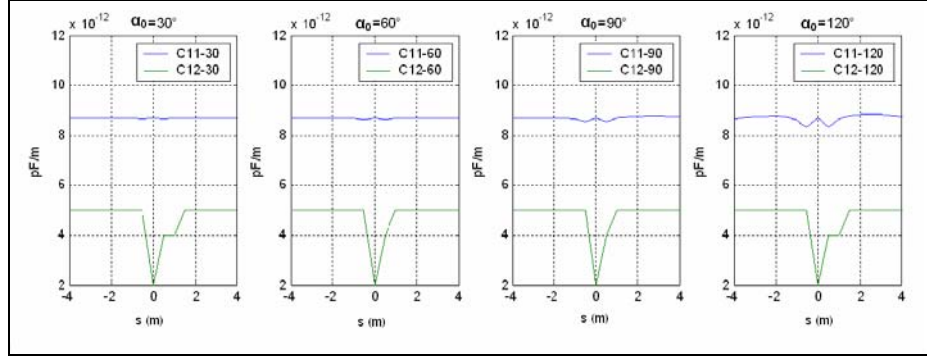 x 10⁻¹² α₀=30°
12
10
8
6
4
2
pF/m
C11-30
C12-30
-4 -2 0 2 4
s (m)
x 10⁻¹² α₀=60°
12
10
8
6
4
2
pF/m
C11-60
C12-60
-4 -2 0 2 4
s (m)
x 10⁻¹² α₀=90°
12
10
8
6
4
2
pF/m
C11-90
C12-90
-4 -2 0 2 4
s (m)
x 10⁻¹² α₀=120°
12
10
8
6
4
2
pF/m
C11-120
C12-120
-4 -2 0 2 4
s (m)